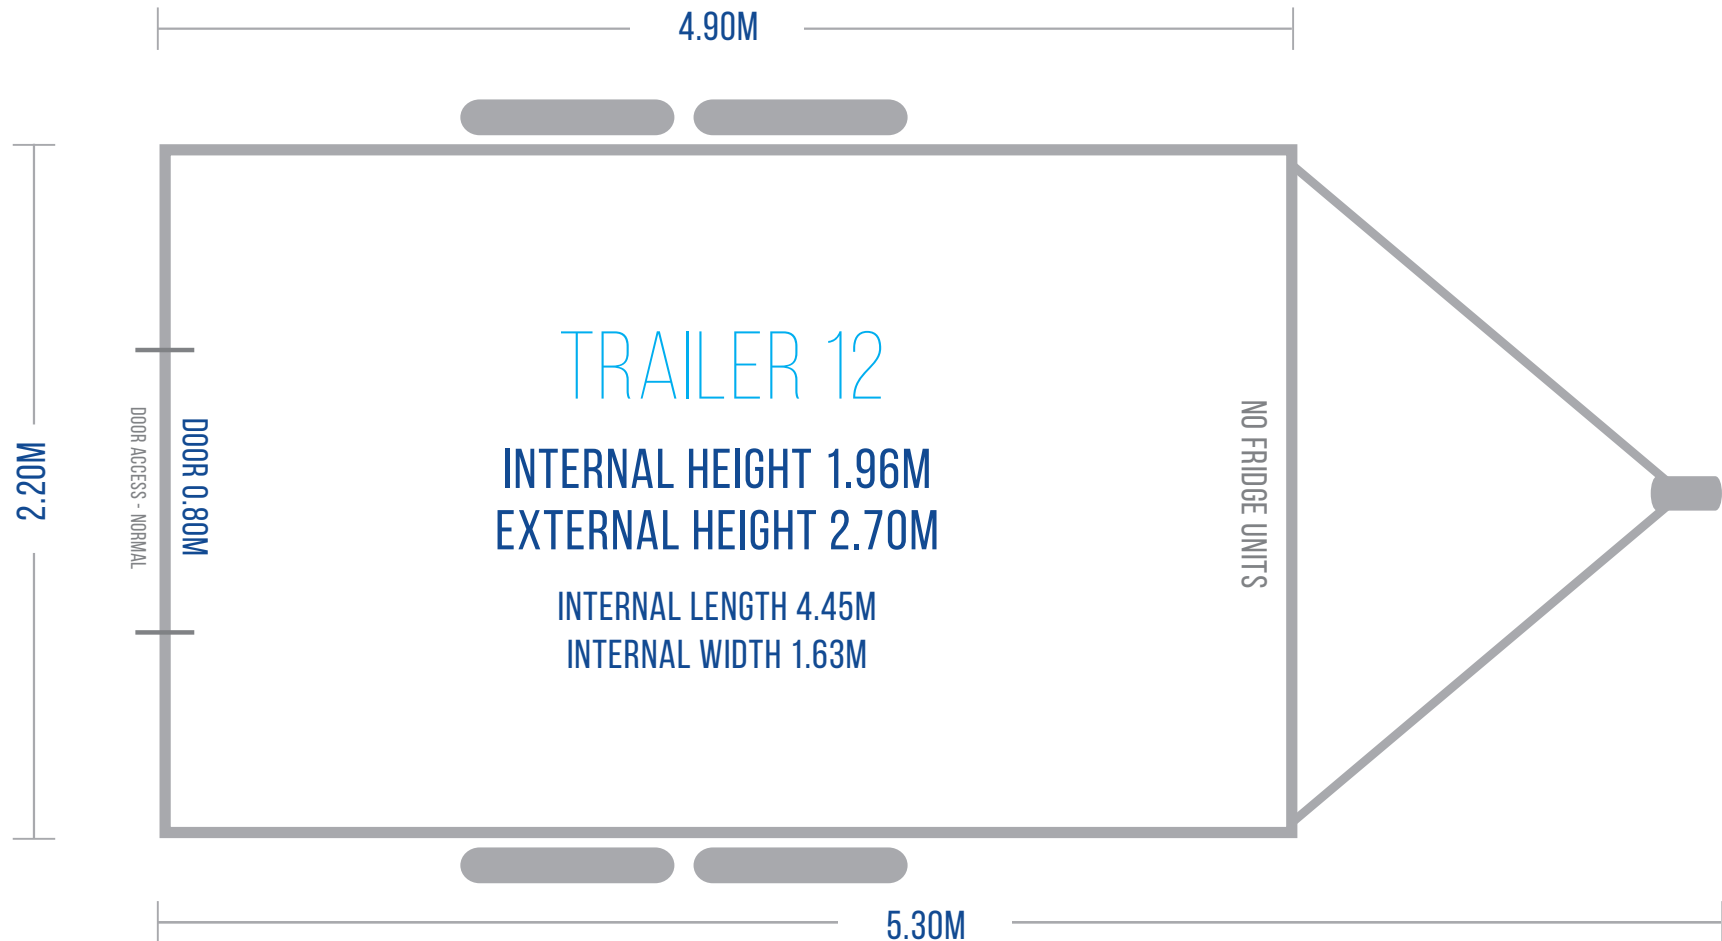 4.90M
2.20M
DOOR ACCESS - NORMAL
DOOR 0.80M
TRAILER 12
INTERNAL HEIGHT 1.96M
EXTERNAL HEIGHT 2.70M
INTERNAL LENGTH 4.45M
INTERNAL WIDTH 1.63M
NO FRIDGE UNITS
5.30M